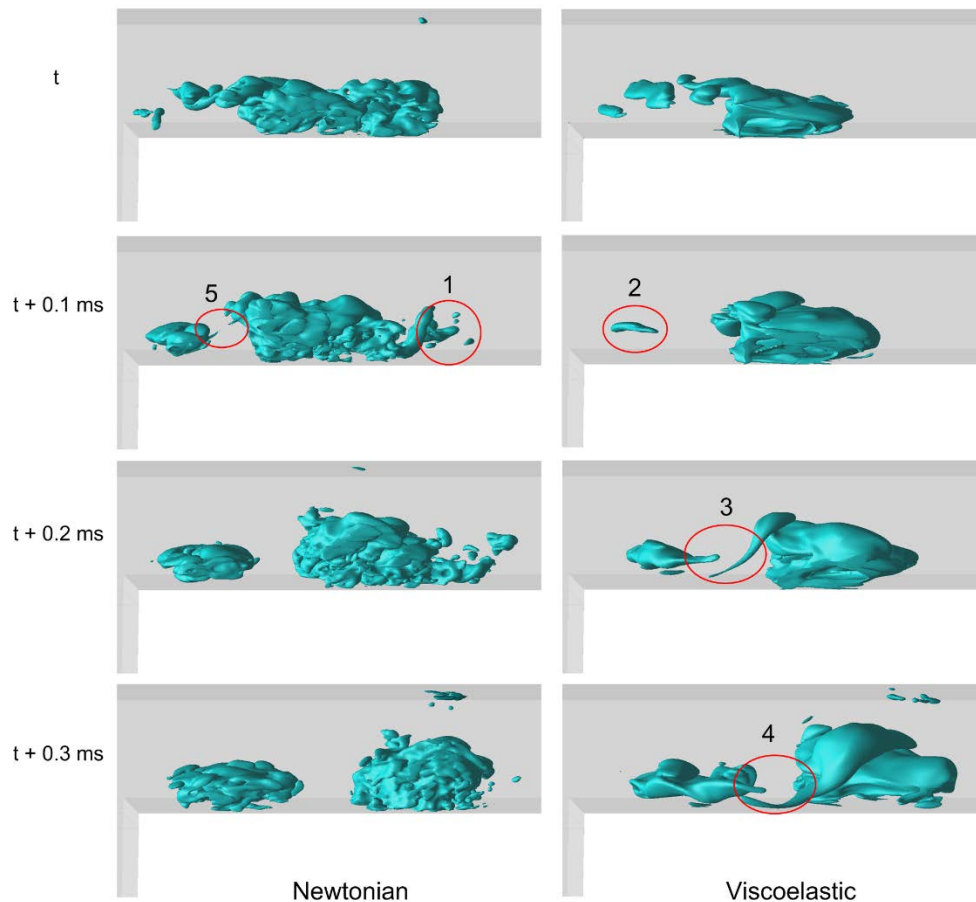 t
t + 0.1 ms
5
1
2
t + 0.2 ms
3
t + 0.3 ms
4
Newtonian
Viscoelastic